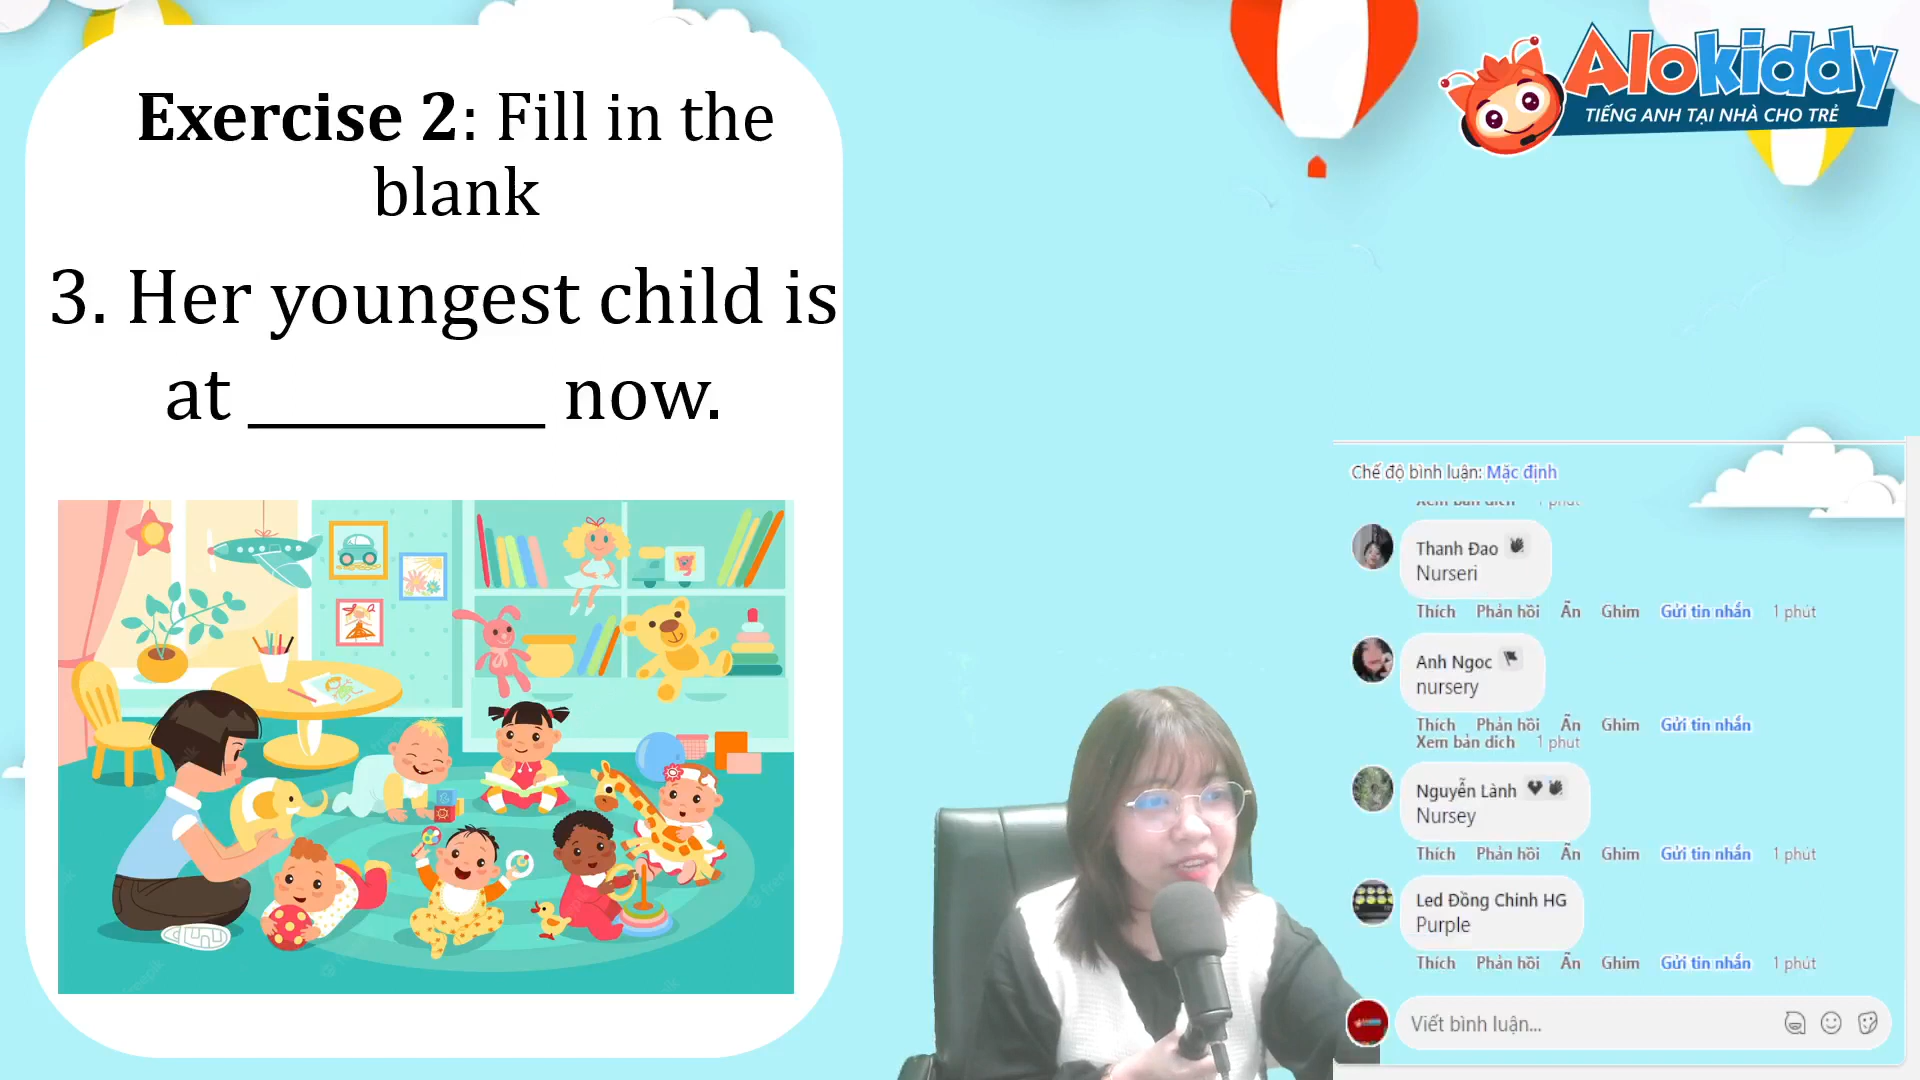 Exercise 2: Fill in the
blank
3. Her youngest child is
at __________ now.
Alokiddy
TIẾNG ANH TẠI NHÀ CHO TRẺ
Chế độ bình luận: Mặc định
Thanh Đao
Nurseri
Thích Phản hồi Ẩn Ghim Gửi tin nhắn 1 phút
Anh Ngoc
nursery
Thích Phản hồi Ẩn Ghim Gửi tin nhắn
Xem bản dịch 1 phút
Nguyễn Lành
Nursey
Thích Phản hồi Ẩn Ghim Gửi tin nhắn 1 phút
Led Đồng Chinh HG
Purple
Thích Phản hồi Ẩn Ghim Gửi tin nhắn 1 phút
Viết bình luận...